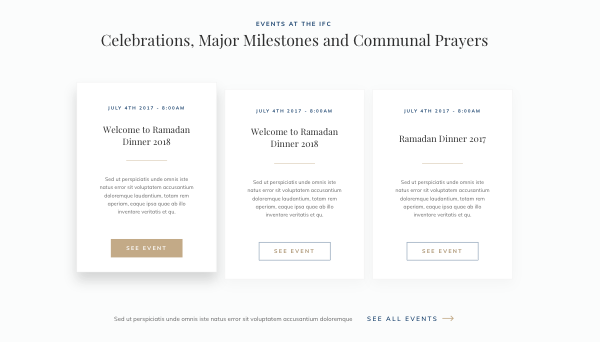 EVENTS AT THE IFC
Celebrations, Major Milestones and Communal Prayers
JULY 4TH 2017 - 8:00AM
Welcome to Ramadan
Dinner 2018
Sed ut perspiciatis unde omnis iste
natus error sit voluptatem accusantium
doloremque laudantium, totam rem
aperiam, eaque ipsa quae ab illo
inventore veritatis et qu.
SEE EVENT
JULY 4TH 2017 - 8:00AM
Welcome to Ramadan
Dinner 2018
Sed ut perspiciatis unde omnis iste
natus error sit voluptatem accusantium
doloremque laudantium, totam rem
aperiam, eaque ipsa quae ab illo
inventore veritatis et qu.
SEE EVENT
JULY 4TH 2017 - 8:00AM
Ramadan Dinner 2017
Sed ut perspiciatis unde omnis iste
natus error sit voluptatem accusantium
doloremque laudantium, totam rem
aperiam, eaque ipsa quae ab illo
inventore veritatis et qu.
SEE EVENT
Sed ut perspiciatis unde omnis iste natus error sit voluptatem accusantium doloremque
SEE ALL EVENTS